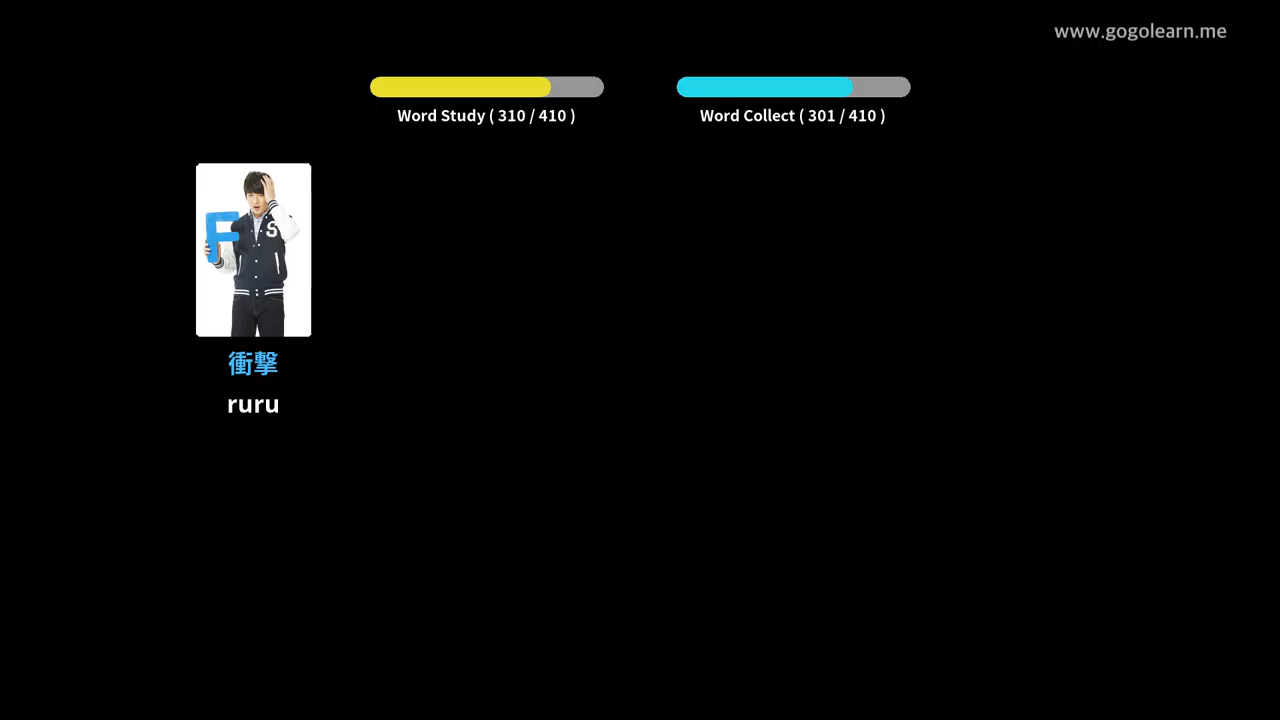 www.gogolearn.me
Word Study ( 310 / 410 )
Word Collect ( 301 / 410 )
F
S
衝撃
ruru